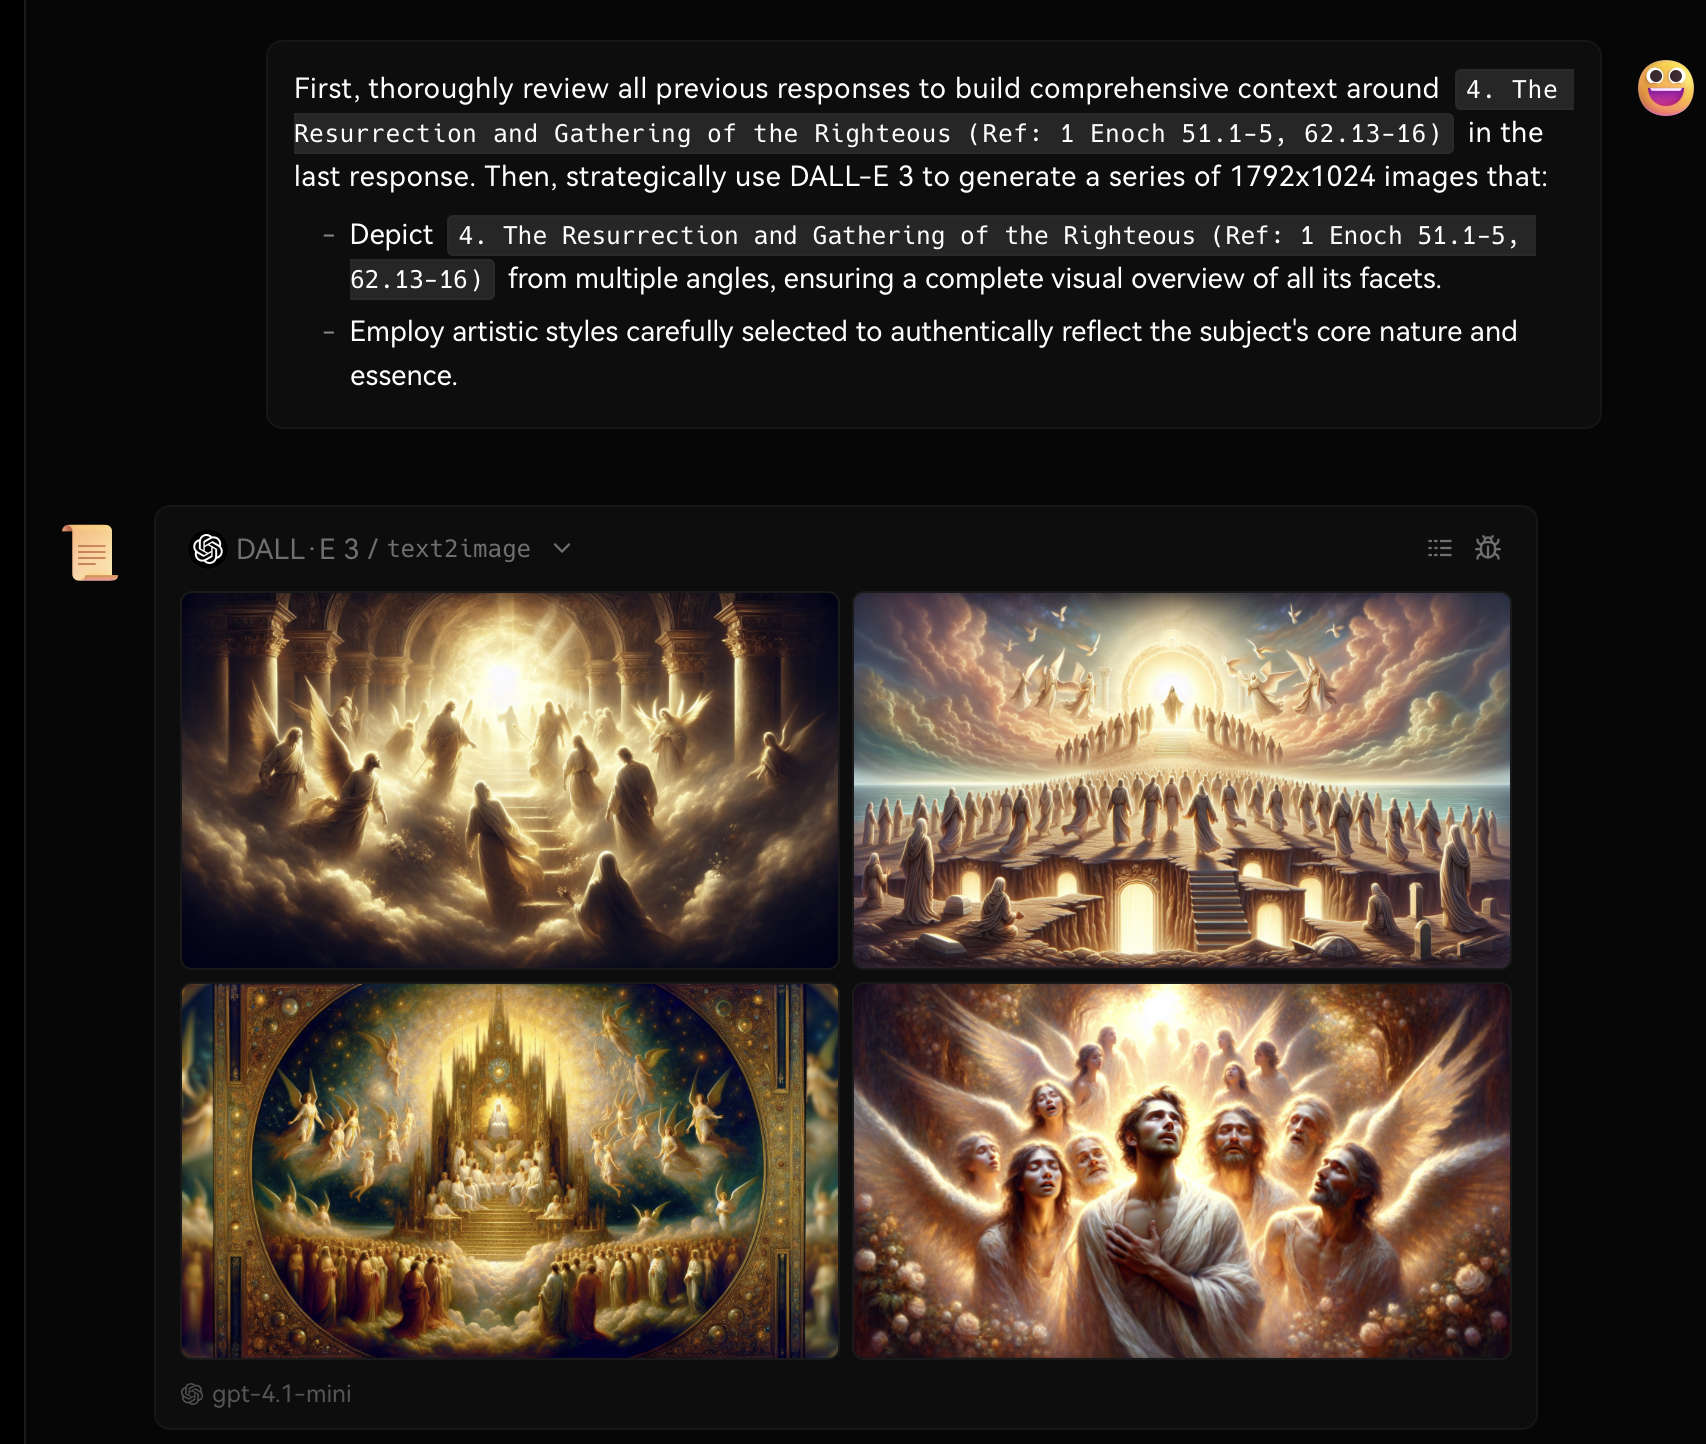 First, thoroughly review all previous responses to build comprehensive context around 4. The
Resurrection and Gathering of the Righteous (Ref: 1 Enoch 51.1-5, 62.13-16) in the
last response. Then, strategically use DALL-E 3 to generate a series of 1792x1024 images that:
- Depict 4. The Resurrection and Gathering of the Righteous (Ref: 1 Enoch 51.1-5,
62.13-16) from multiple angles, ensuring a complete visual overview of all its facets.
- Employ artistic styles carefully selected to authentically reflect the subject's core nature and
essence.
DALL·E 3 / text2image
gpt-4.1-mini